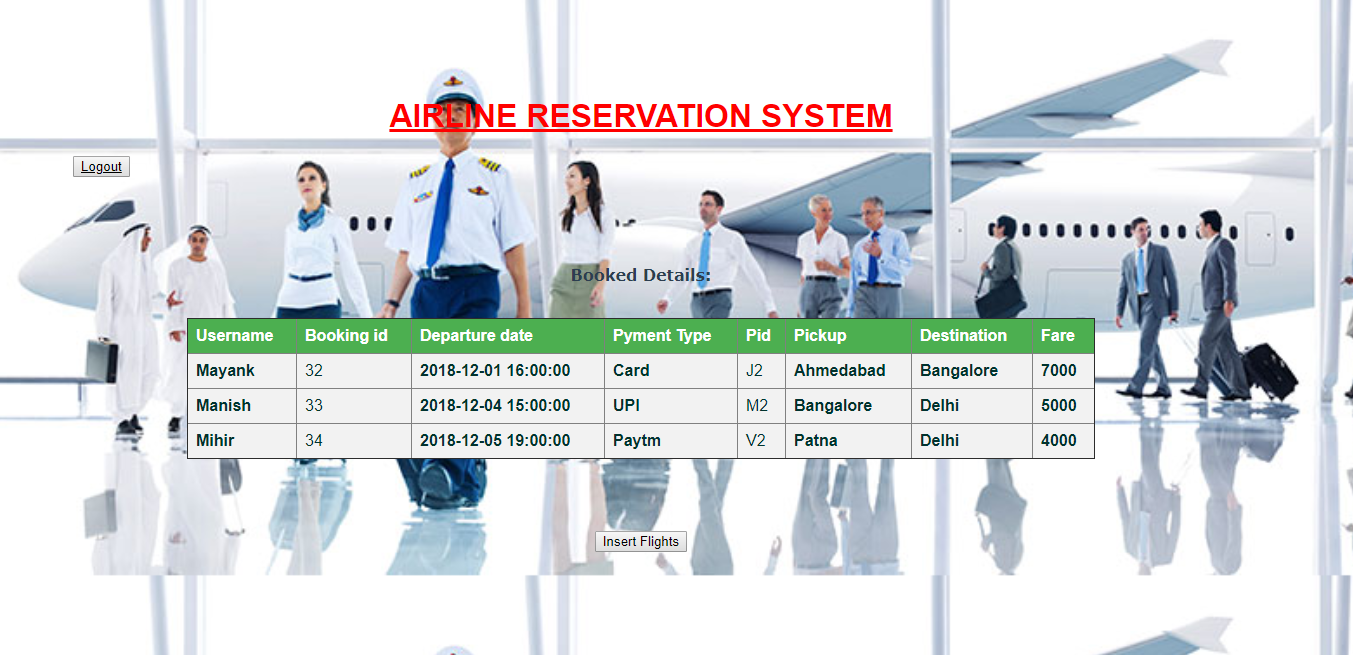 AIRLINE RESERVATION SYSTEM
Logout
Booked Details:
Username Booking id Departure date Pyment Type Pid Pickup Destination Fare
Mayank 32 2018-12-01 16:00:00 Card J2 Ahmedabad Bangalore 7000
Manish 33 2018-12-04 15:00:00 UPI M2 Bangalore Delhi 5000
Mihir 34 2018-12-05 19:00:00 Paytm V2 Patna Delhi 4000
Insert Flights